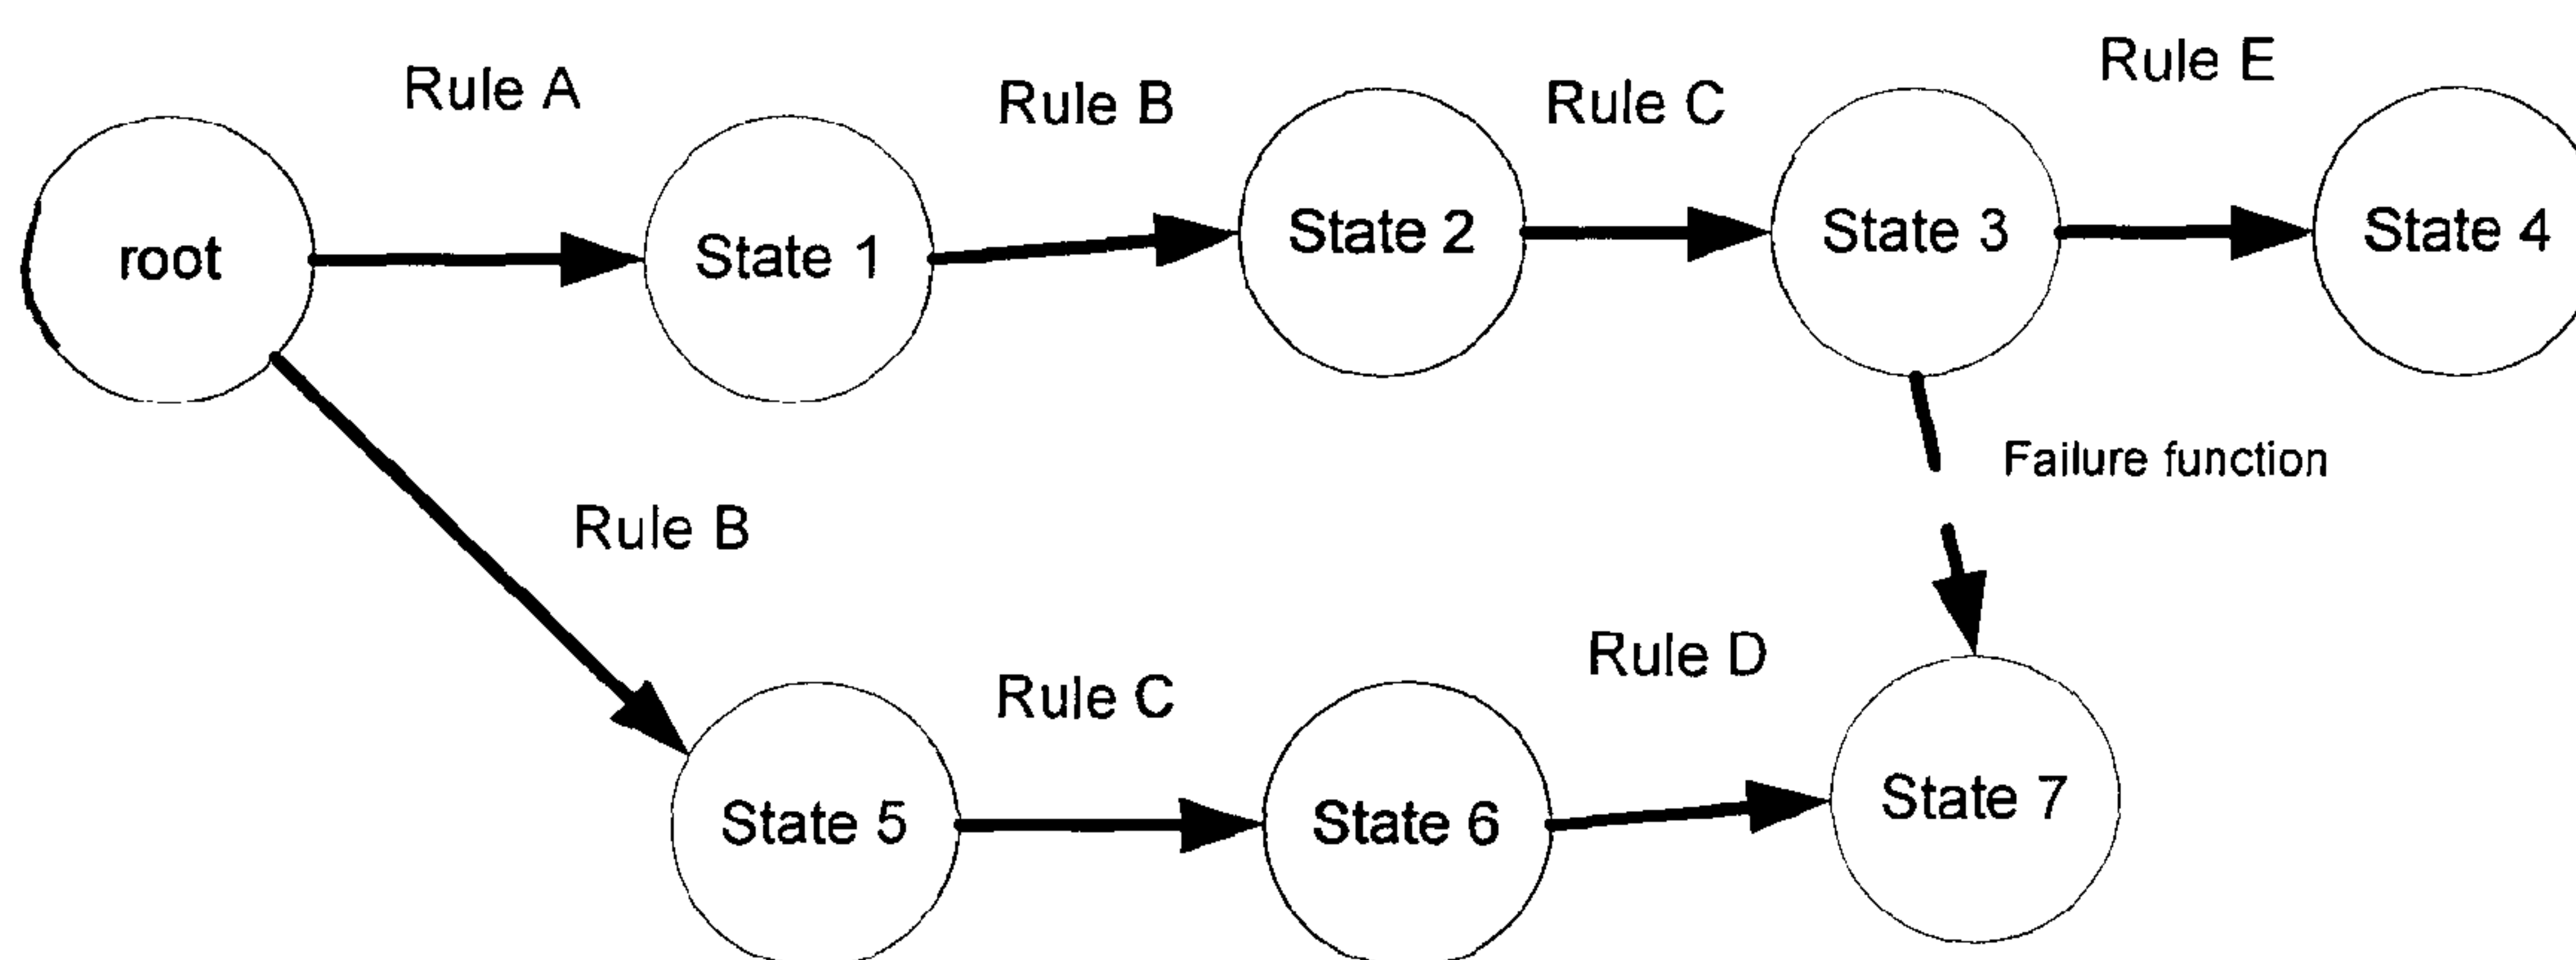 Rule E
Rule A
Rule B
Rule C
root
State 1
State 2
State 3
State 4
Failure function
Rule B
Rule D
Rule C
State 5
State 6
State 7